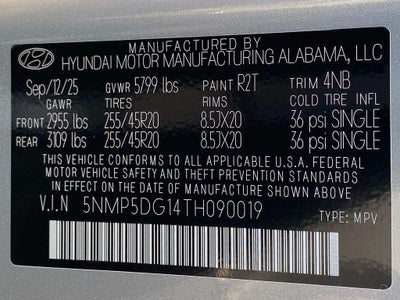 MANUFACTURED BY
HYUNDAI MOTOR MANUFACTURING ALABAMA, LLC
Sep/12/25 GVWR 5799 lbs PAINT R2T TRIM 4NB
GAWR TIRES RIMS COLD TIRE INFL
FRONT 2955 lbs 255/45R20 8.5JX20 36 psi SINGLE
REAR 3109 lbs 255/45R20 8.5JX20 36 psi SINGLE
THIS VEHICLE CONFORMS TO ALL APPLICABLE U.S.A. FEDERAL
MOTOR VEHICLE SAFETY AND THEFT PREVENTION STANDARDS IN
EFFECT ON THE DATE OF MANUFACTURE SHOWN ABOVE.
V.I.N 5NMP5DG14TH090019
TYPE: MPV